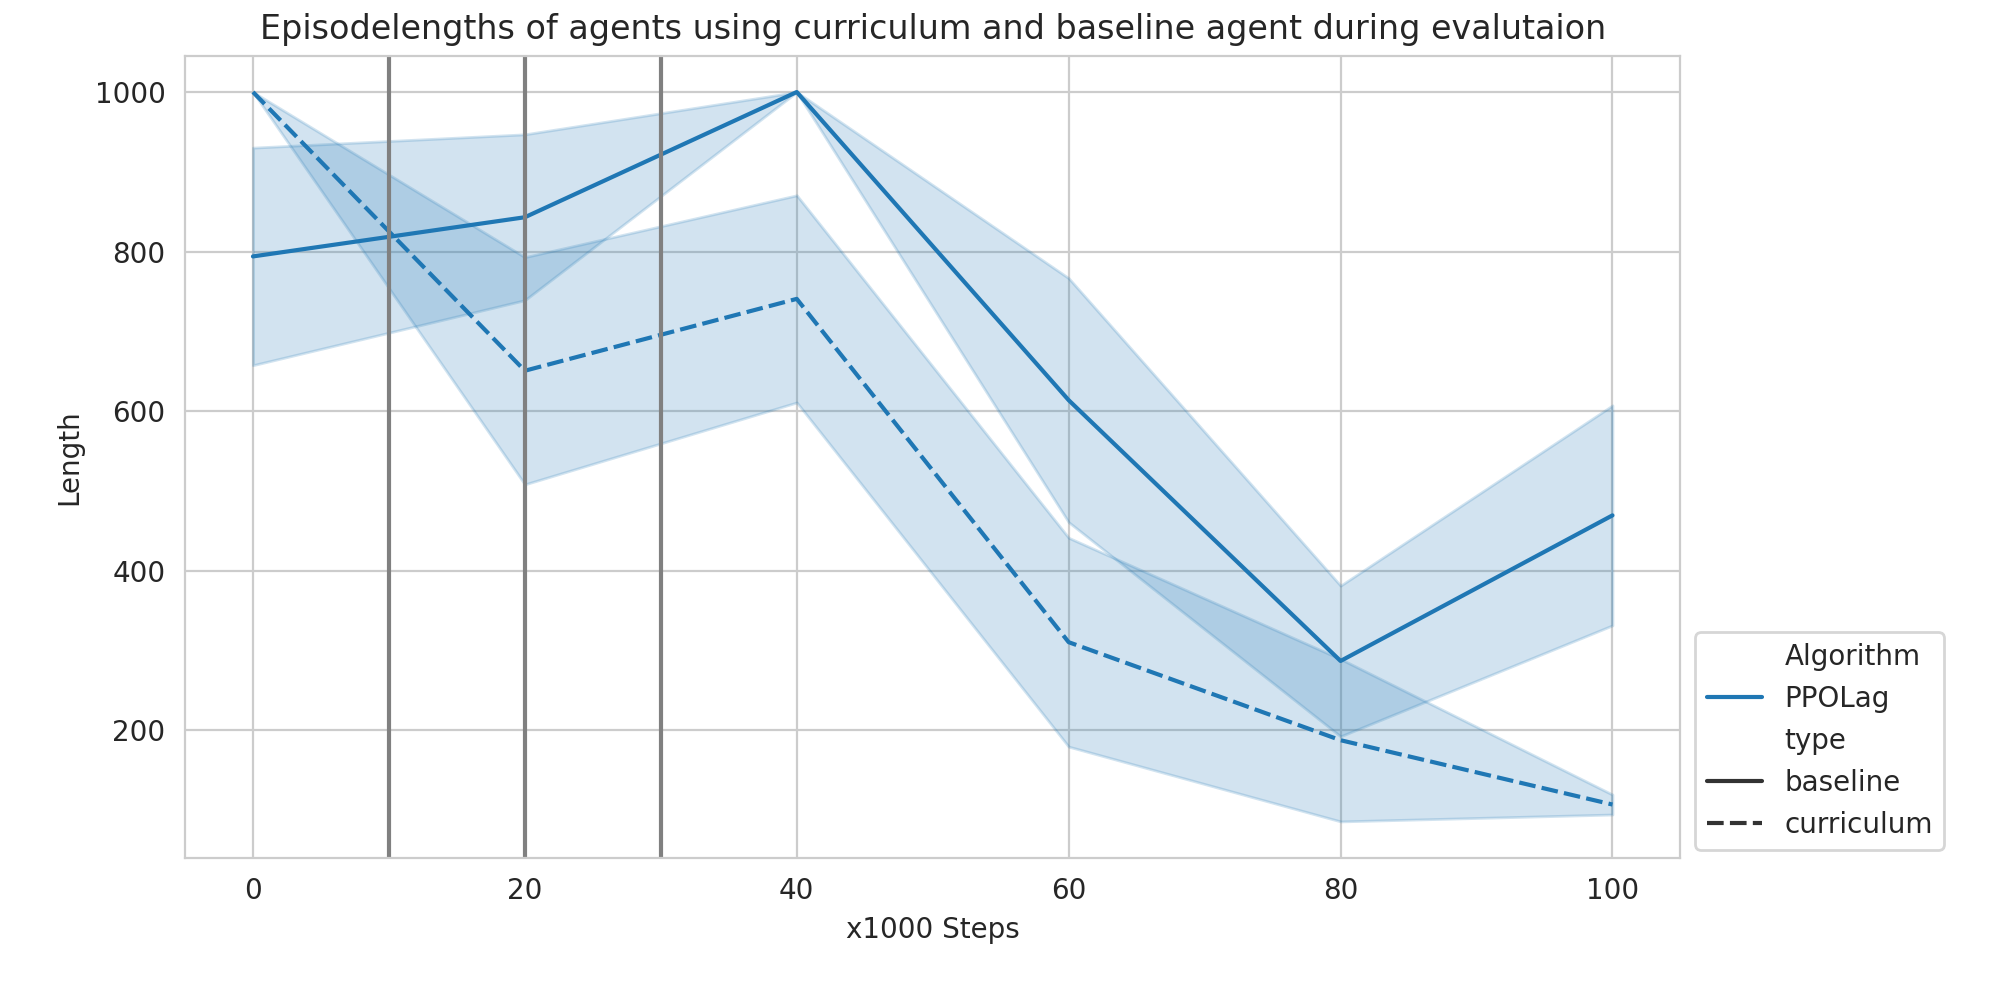 Episodelengths of agents using curriculum and baseline agent during evalutaion
1000
800
600
400
200
Length
0 20 40 60 80 100
x1000 Steps
Algorithm
PPOLag
type
baseline
curriculum